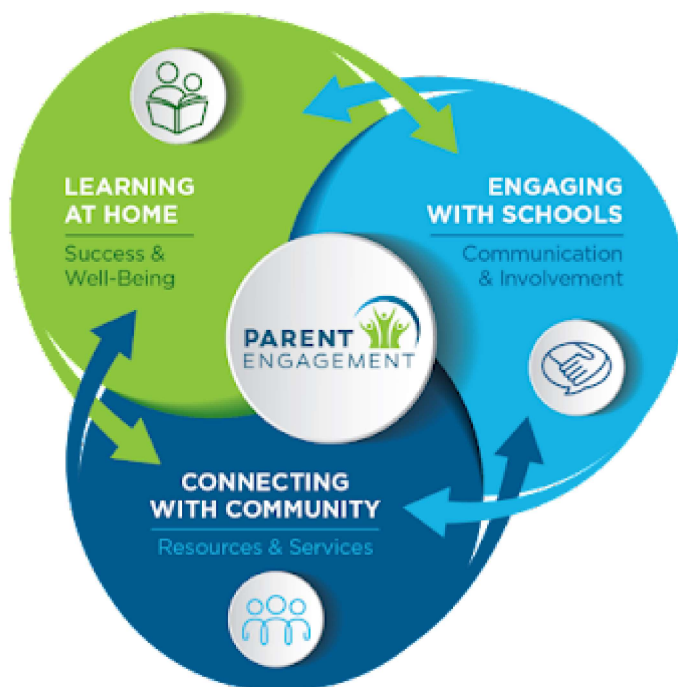 LEARNING
AT HOME
Success &
Well-Being
ENGAGING
WITH SCHOOLS
Communication
& Involvement
PARENT
ENGAGEMENT
CONNECTING
WITH COMMUNITY
Resources & Services